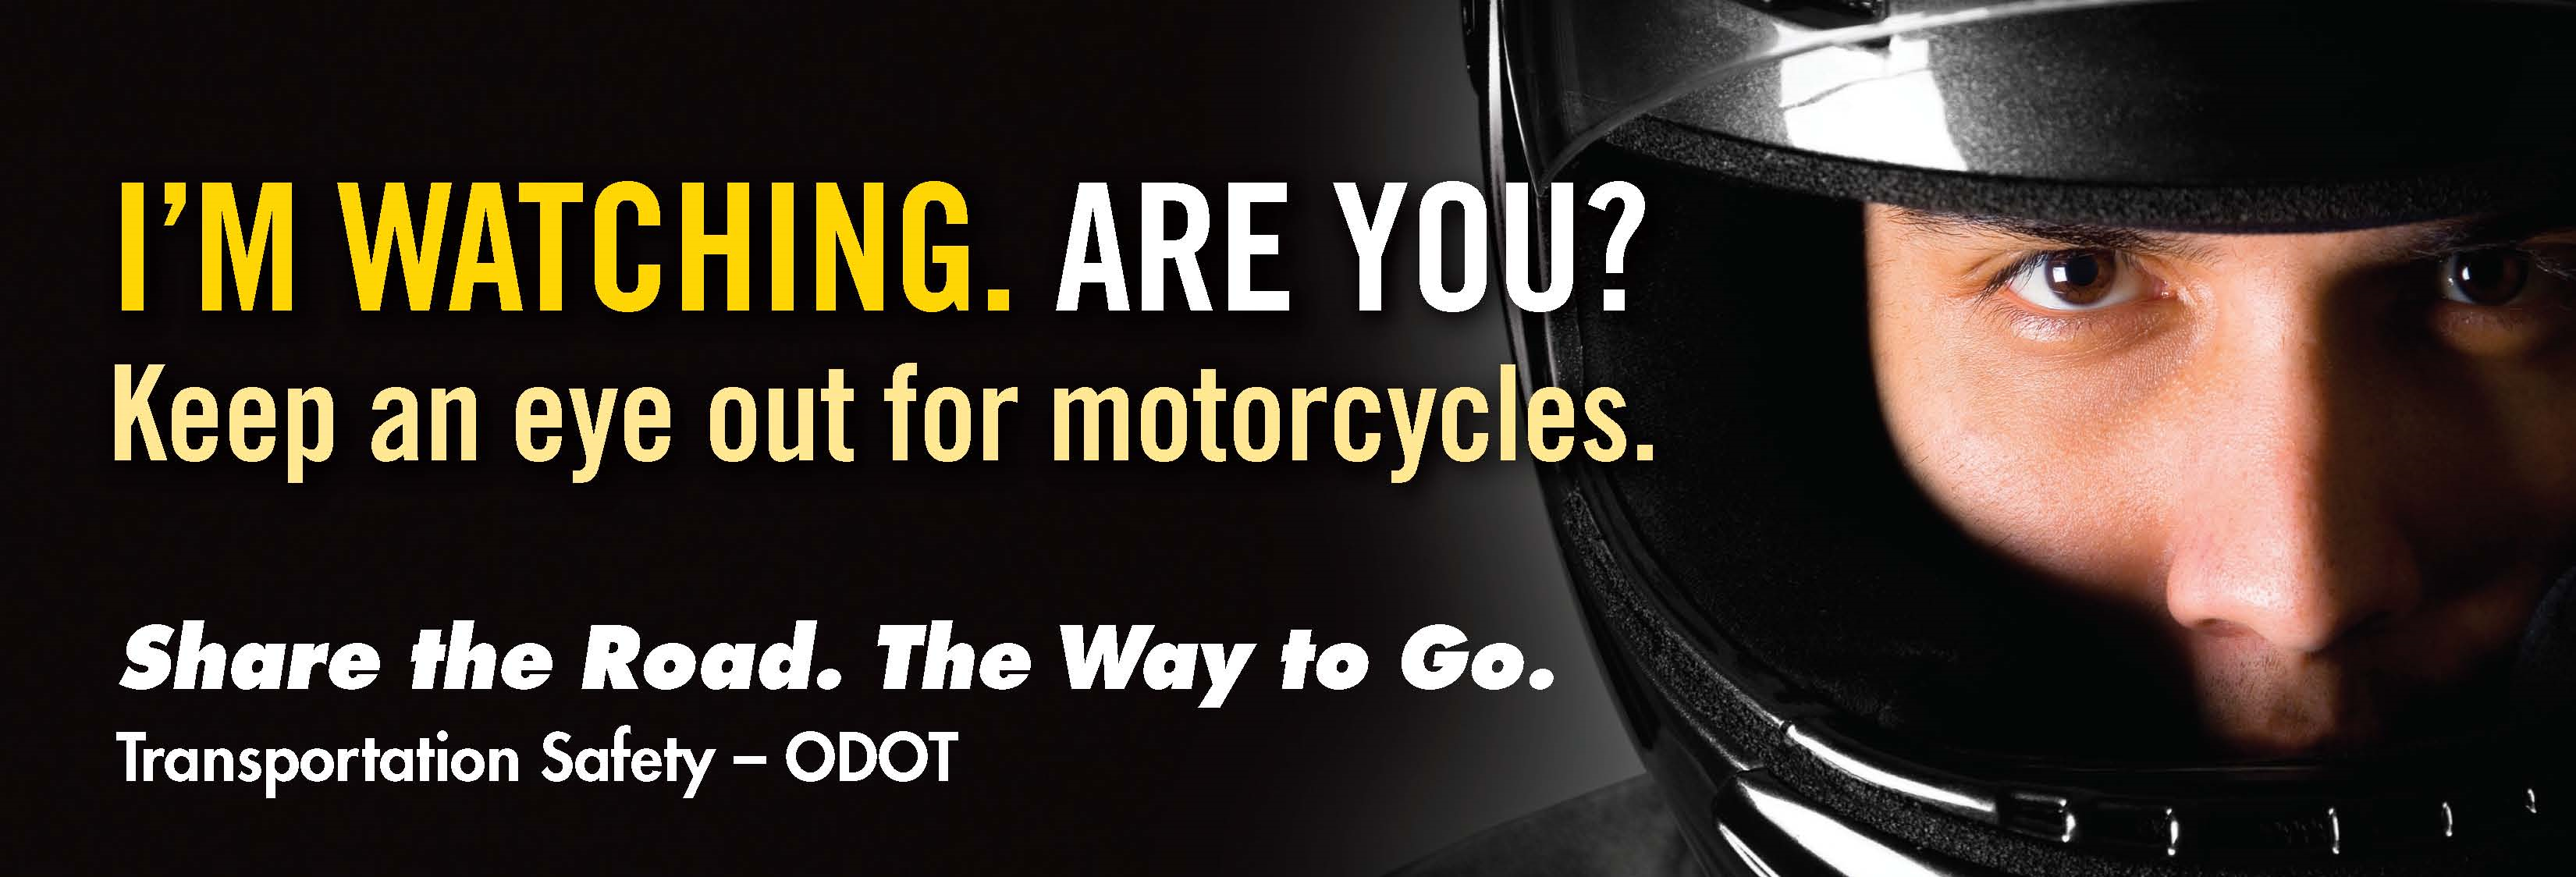 I'M WATCHING. ARE YOU?
Keep an eye out for motorcycles.
Share the Road. The Way to Go.
Transportation Safety – ODOT